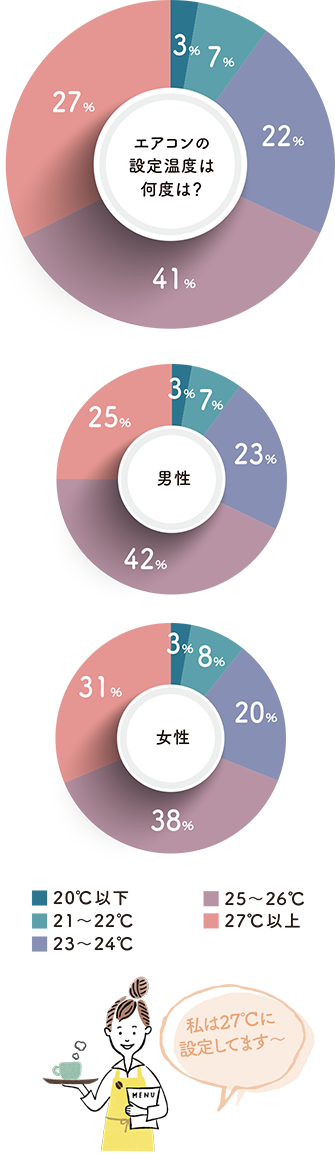 3%
7%
22%
41%
27%
エアコンの
設定温度は
何度は?
3%
7%
23%
42%
25%
男性
3%
8%
20%
38%
31%
女性
20℃以下
21〜22℃
23〜24℃
25〜26℃
27℃以上
私は27℃に
設定してます〜
MENU